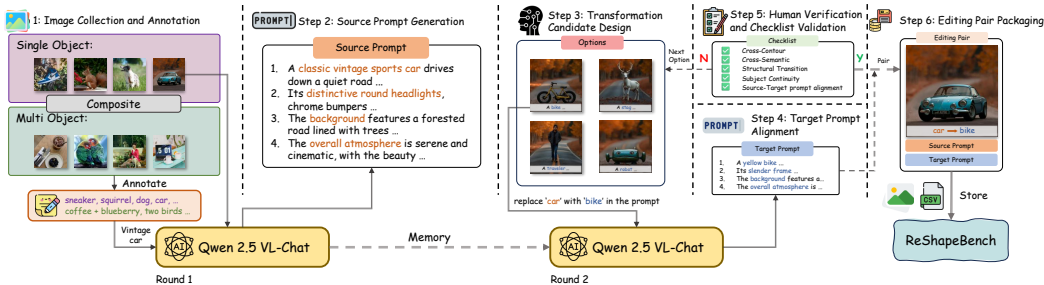 1: Image Collection and Annotation
Single Object:
Composite
Multi Object:
Annotate
sneaker, squirrel, dog, car, ...
coffee + blueberry, two birds ...
Vintage
car
AI
Qwen 2.5 VL-Chat
Round 1
PROMPT
Step 2: Source Prompt Generation
Source Prompt
1. A classic vintage sports car drives
down a quiet road ...
2. Its distinctive round headlights,
chrome bumpers ...
3. The background features a forested
road lined with trees ...
4. The overall atmosphere is serene and
cinematic, with the beauty ...
Memory
Step 3: Transformation
Candidate Design
Options
A bike ...
A stag ...
A traveler ...
A robot ...
replace 'car' with 'bike' in the prompt
AI
Qwen 2.5 VL-Chat
Round 2
Step 5: Human Verification
and Checklist Validation
Next
Option
N
Checklist
Cross-Contour
Cross-Semantic
Structural Transition
Subject Continuity
Source-Target prompt alignment
Y
Pair
PROMPT
Step 4: Target Prompt
Alignment
Target Prompt
1. A yellow bike ...
2. Its slender frame ...
3. The background features a...
4. The overall atmosphere is ...
Step 6: Editing Pair Packaging
Editing Pair
car → bike
Source Prompt
Target Prompt
CSV
Store
ReShapeBench